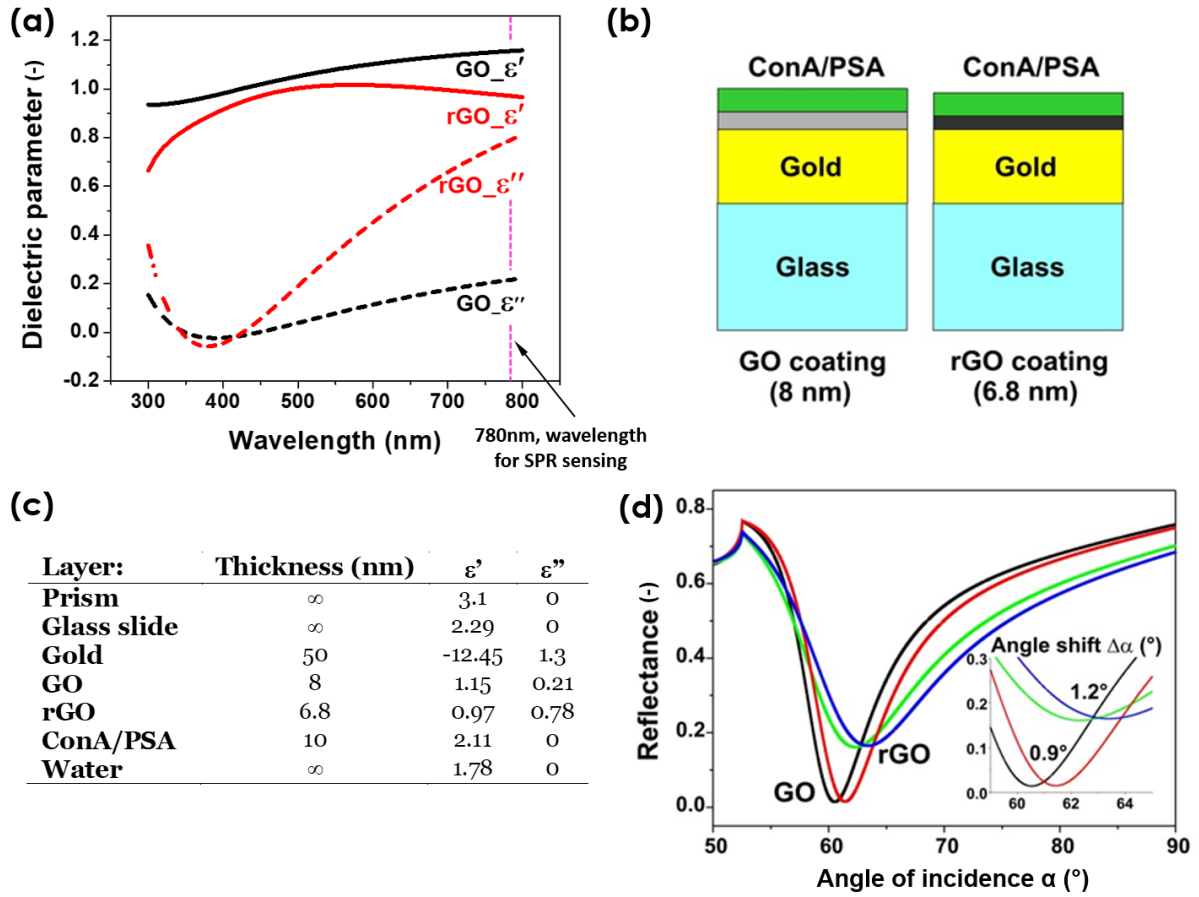 (a)
1.2
1.0
0.8
0.6
0.4
0.2
0.0
-0.2
Dielectric parameter (-)
GO_ε′
rGO_ε′
rGO_ε′′
GO_ε′′
300 400 500 600 700 800
Wavelength (nm)
780nm, wavelength
for SPR sensing
(b)
ConA/PSA ConA/PSA
Gold Gold
Glass Glass
GO coating rGO coating
(8 nm) (6.8 nm)
(c)
Layer: Thickness (nm) ε’ ε”
Prism ∞ 3.1 0
Glass slide ∞ 2.29 0
Gold 50 -12.45 1.3
GO 8 1.15 0.21
rGO 6.8 0.97 0.78
ConA/PSA 10 2.11 0
Water ∞ 1.78 0
(d)
0.8
0.6
0.4
0.2
0.0
Reflectance (-)
GO
rGO
Angle shift Δα (°)
0.3
0.2
0.1
0.0
1.2°
0.9°
60 62 64
50 60 70 80 90
Angle of incidence α (°)